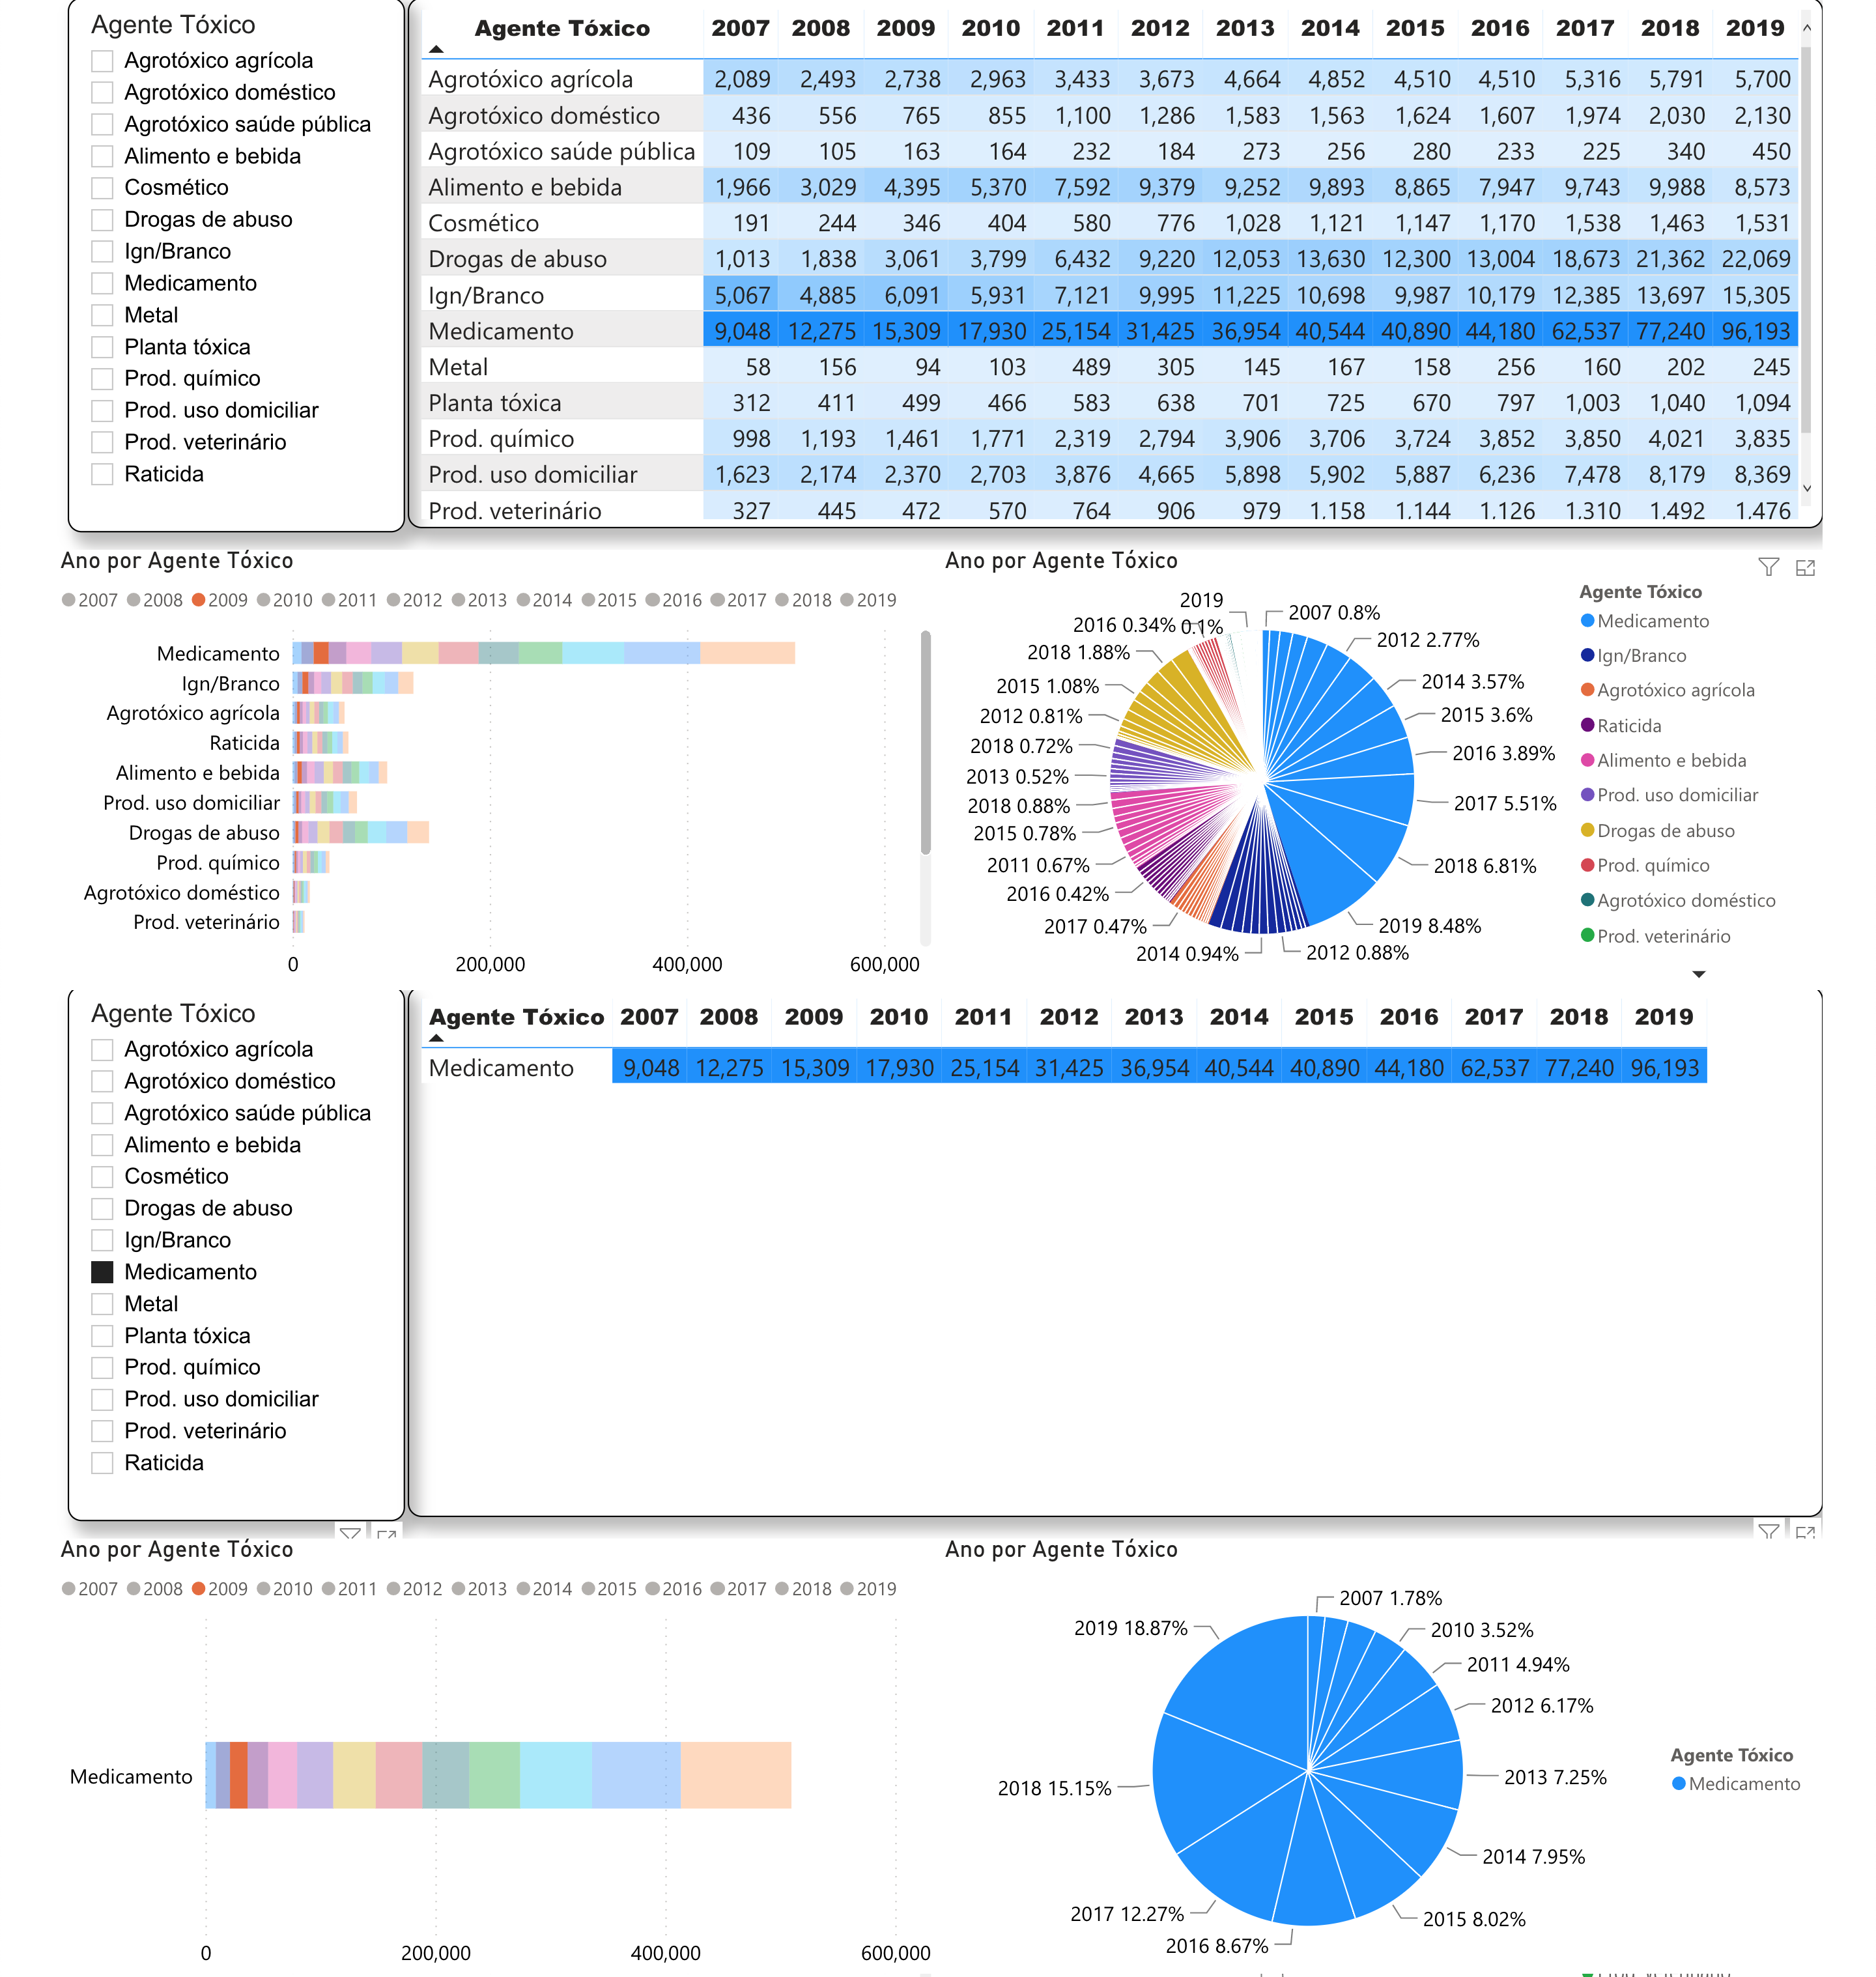 Agente Tóxico
Agrotóxico agrícola
Agrotóxico doméstico
Agrotóxico saúde pública
Alimento e bebida
Cosmético
Drogas de abuso
Ign/Branco
Medicamento
Metal
Planta tóxica
Prod. químico
Prod. uso domiciliar
Prod. veterinário
Raticida
Agente Tóxico 2007 2008 2009 2010 2011 2012 2013 2014 2015 2016 2017 2018 2019
Agrotóxico agrícola 2,089 2,493 2,738 2,963 3,433 3,673 4,664 4,852 4,510 4,510 5,316 5,791 5,700
Agrotóxico doméstico 436 556 765 855 1,100 1,286 1,583 1,563 1,624 1,607 1,974 2,030 2,130
Agrotóxico saúde pública 109 105 163 164 232 184 273 256 280 233 225 340 450
Alimento e bebida 1,966 3,029 4,395 5,370 7,592 9,379 9,252 9,893 8,865 7,947 9,743 9,988 8,573
Cosmético 191 244 346 404 580 776 1,028 1,121 1,147 1,170 1,538 1,463 1,531
Drogas de abuso 1,013 1,838 3,061 3,799 6,432 9,220 12,053 13,630 12,300 13,004 18,673 21,362 22,069
Ign/Branco 5,067 4,885 6,091 5,931 7,121 9,995 11,225 10,698 9,987 10,179 12,385 13,697 15,305
Medicamento 9,048 12,275 15,309 17,930 25,154 31,425 36,954 40,544 40,890 44,180 62,537 77,240 96,193
Metal 58 156 94 103 489 305 145 167 158 256 160 202 245
Planta tóxica 312 411 499 466 583 638 701 725 670 797 1,003 1,040 1,094
Prod. químico 998 1,193 1,461 1,771 2,319 2,794 3,906 3,706 3,724 3,852 3,850 4,021 3,835
Prod. uso domiciliar 1,623 2,174 2,370 2,703 3,876 4,665 5,898 5,902 5,887 6,236 7,478 8,179 8,369
Prod. veterinário 327 445 472 570 764 906 979 1,158 1,144 1,126 1,310 1,492 1,476
Ano por Agente Tóxico
2007 2008 2009 2010 2011 2012 2013 2014 2015 2016 2017 2018 2019
Medicamento
Ign/Branco
Agrotóxico agrícola
Raticida
Alimento e bebida
Prod. uso domiciliar
Drogas de abuso
Prod. químico
Agrotóxico doméstico
Prod. veterinário
0 200,000 400,000 600,000
Ano por Agente Tóxico
2007 0.8%
2012 2.77%
2014 3.57%
2015 3.6%
2016 3.89%
2017 5.51%
2018 6.81%
2019 8.48%
2012 0.88%
2014 0.94%
2017 0.47%
2016 0.42%
2011 0.67%
2015 0.78%
2018 0.88%
2013 0.52%
2018 0.72%
2012 0.81%
2015 1.08%
2018 1.88%
2016 0.34%
2019
0.1%
Agente Tóxico
Medicamento
Ign/Branco
Agrotóxico agrícola
Raticida
Alimento e bebida
Prod. uso domiciliar
Drogas de abuso
Prod. químico
Agrotóxico doméstico
Prod. veterinário
Agente Tóxico
Agrotóxico agrícola
Agrotóxico doméstico
Agrotóxico saúde pública
Alimento e bebida
Cosmético
Drogas de abuso
Ign/Branco
Medicamento
Metal
Planta tóxica
Prod. químico
Prod. uso domiciliar
Prod. veterinário
Raticida
Agente Tóxico 2007 2008 2009 2010 2011 2012 2013 2014 2015 2016 2017 2018 2019
Medicamento 9,048 12,275 15,309 17,930 25,154 31,425 36,954 40,544 40,890 44,180 62,537 77,240 96,193
Ano por Agente Tóxico
2007 2008 2009 2010 2011 2012 2013 2014 2015 2016 2017 2018 2019
Medicamento
0 200,000 400,000 600,000
Ano por Agente Tóxico
2007 1.78%
2010 3.52%
2011 4.94%
2012 6.17%
2013 7.25%
2014 7.95%
2015 8.02%
2016 8.67%
2017 12.27%
2018 15.15%
2019 18.87%
Agente Tóxico
Medicamento